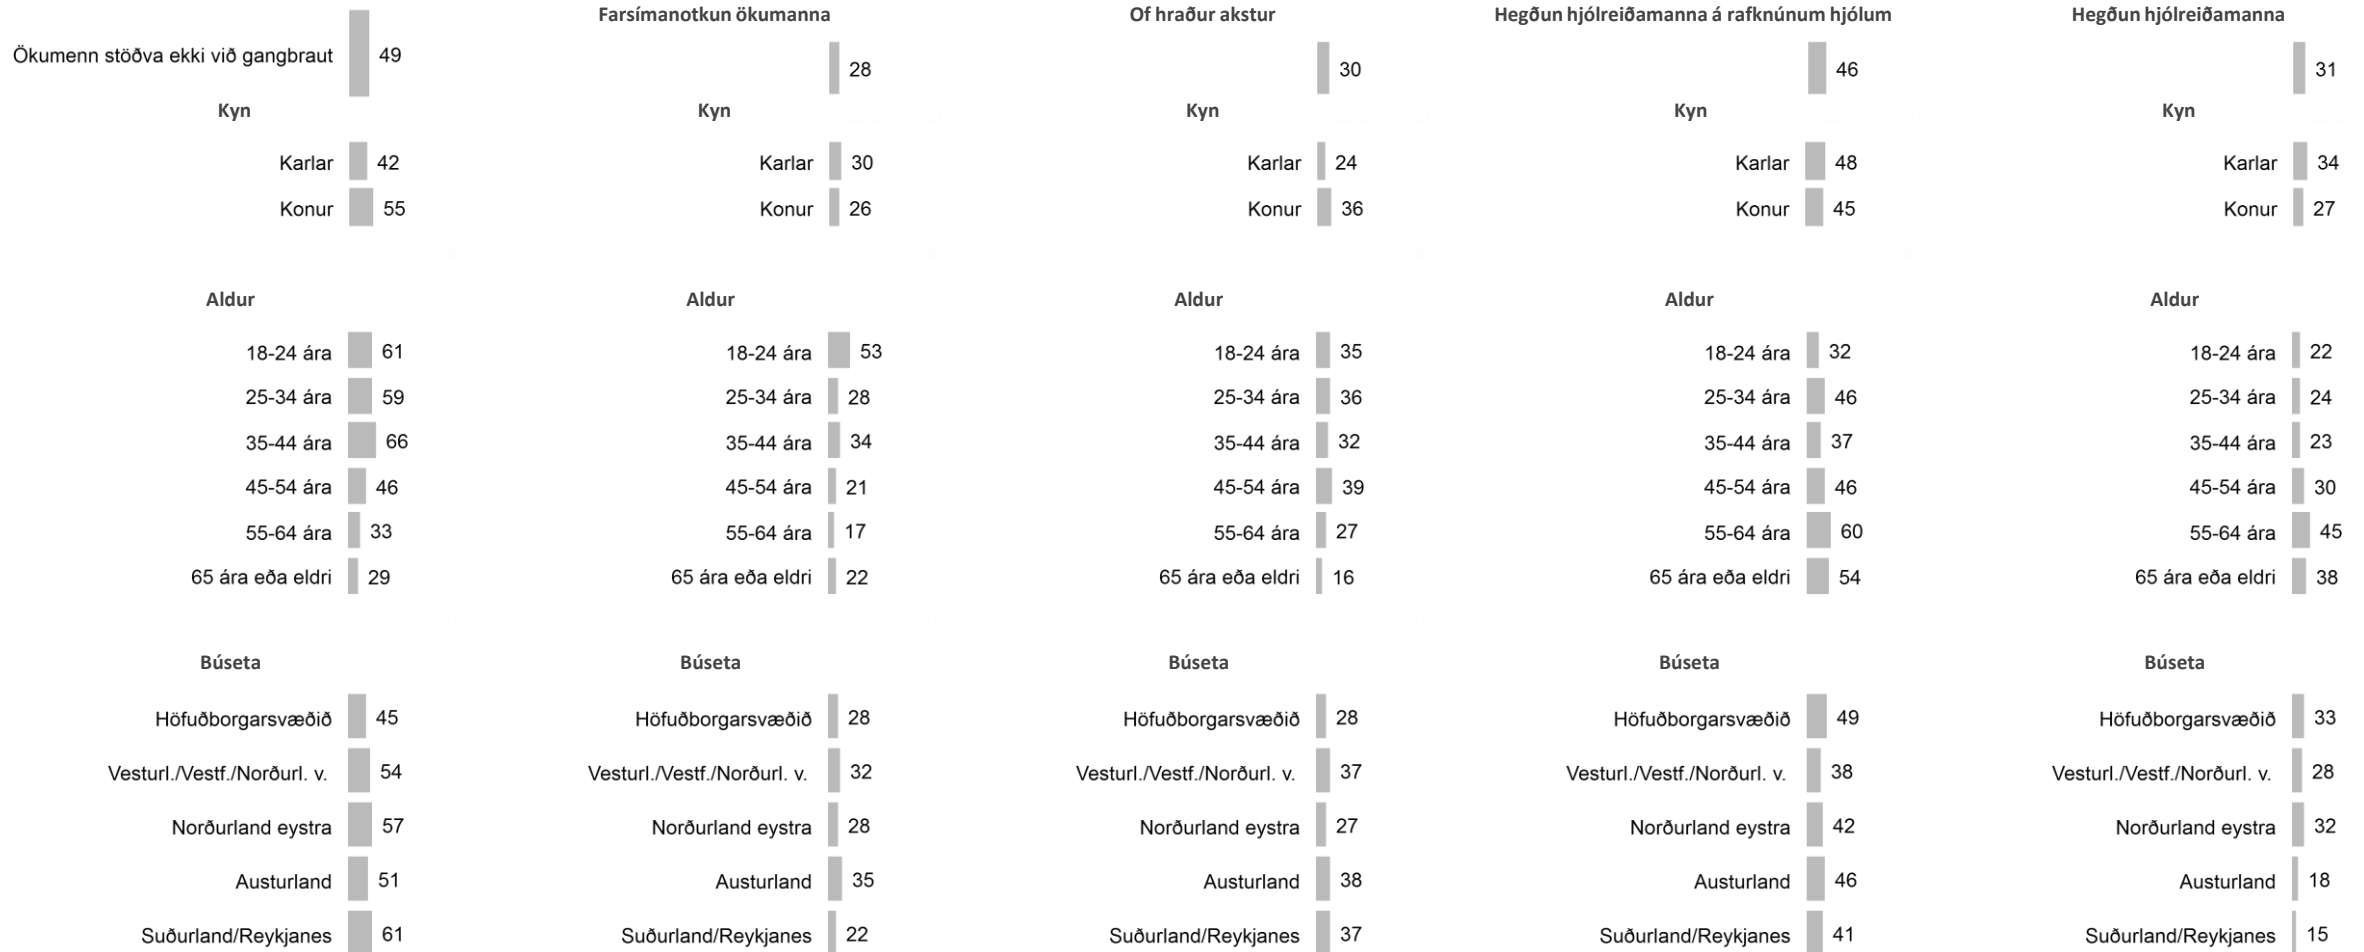 Farsímanotkun ökumanna Of hraður akstur Hegðun hjólreiðamanna á rafknúnum hjólum Hegðun hjólreiðamanna
Ökumenn stöðva ekki við gangbraut 49 28 30 46 31
Kyn Kyn Kyn Kyn Kyn
Karlar 42 Karlar 30 Karlar 24 Karlar 48 Karlar 34
Konur 55 Konur 26 Konur 36 Konur 45 Konur 27
Aldur Aldur Aldur Aldur Aldur
18-24 ára 61 18-24 ára 53 18-24 ára 35 18-24 ára 32 18-24 ára 22
25-34 ára 59 25-34 ára 28 25-34 ára 36 25-34 ára 46 25-34 ára 24
35-44 ára 66 35-44 ára 34 35-44 ára 32 35-44 ára 37 35-44 ára 23
45-54 ára 46 45-54 ára 21 45-54 ára 39 45-54 ára 46 45-54 ára 30
55-64 ára 33 55-64 ára 17 55-64 ára 27 55-64 ára 60 55-64 ára 45
65 ára eða eldri 29 65 ára eða eldri 22 65 ára eða eldri 16 65 ára eða eldri 54 65 ára eða eldri 38
Búseta Búseta Búseta Búseta Búseta
Höfuðborgarsvæðið 45 Höfuðborgarsvæðið 28 Höfuðborgarsvæðið 28 Höfuðborgarsvæðið 49 Höfuðborgarsvæðið 33
Vesturl./Vestf./Norðurl. v. 54 Vesturl./Vestf./Norðurl. v. 32 Vesturl./Vestf./Norðurl. v. 37 Vesturl./Vestf./Norðurl. v. 38 Vesturl./Vestf./Norðurl. v. 28
Norðurland eystra 57 Norðurland eystra 28 Norðurland eystra 27 Norðurland eystra 42 Norðurland eystra 32
Austurland 51 Austurland 35 Austurland 38 Austurland 46 Austurland 18
Suðurland/Reykjanes 61 Suðurland/Reykjanes 22 Suðurland/Reykjanes 37 Suðurland/Reykjanes 41 Suðurland/Reykjanes 15